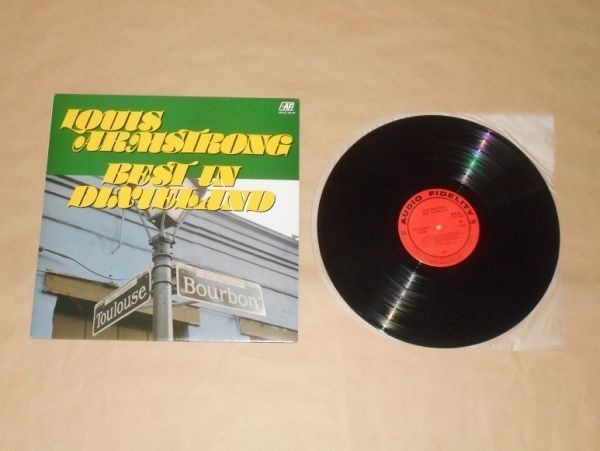 LOUIS
ARMSTRONG
BEST IN
DIXIELAND
AF
Toulouse
Bourbon
AUDIO FIDELITY